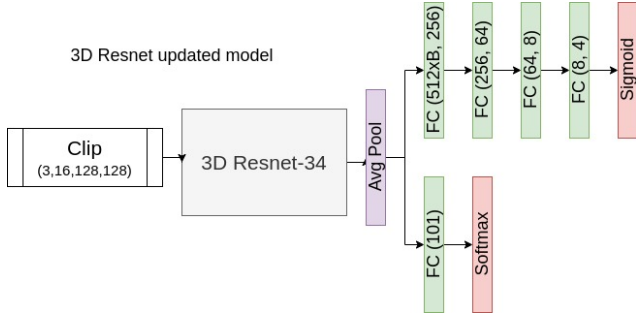 3D Resnet updated model
Clip
(3,16,128,128)
3D Resnet-34
Avg Pool
FC (512xB, 256)
FC (256, 64)
FC (64, 8)
FC (8, 4)
Sigmoid
FC (101)
Softmax